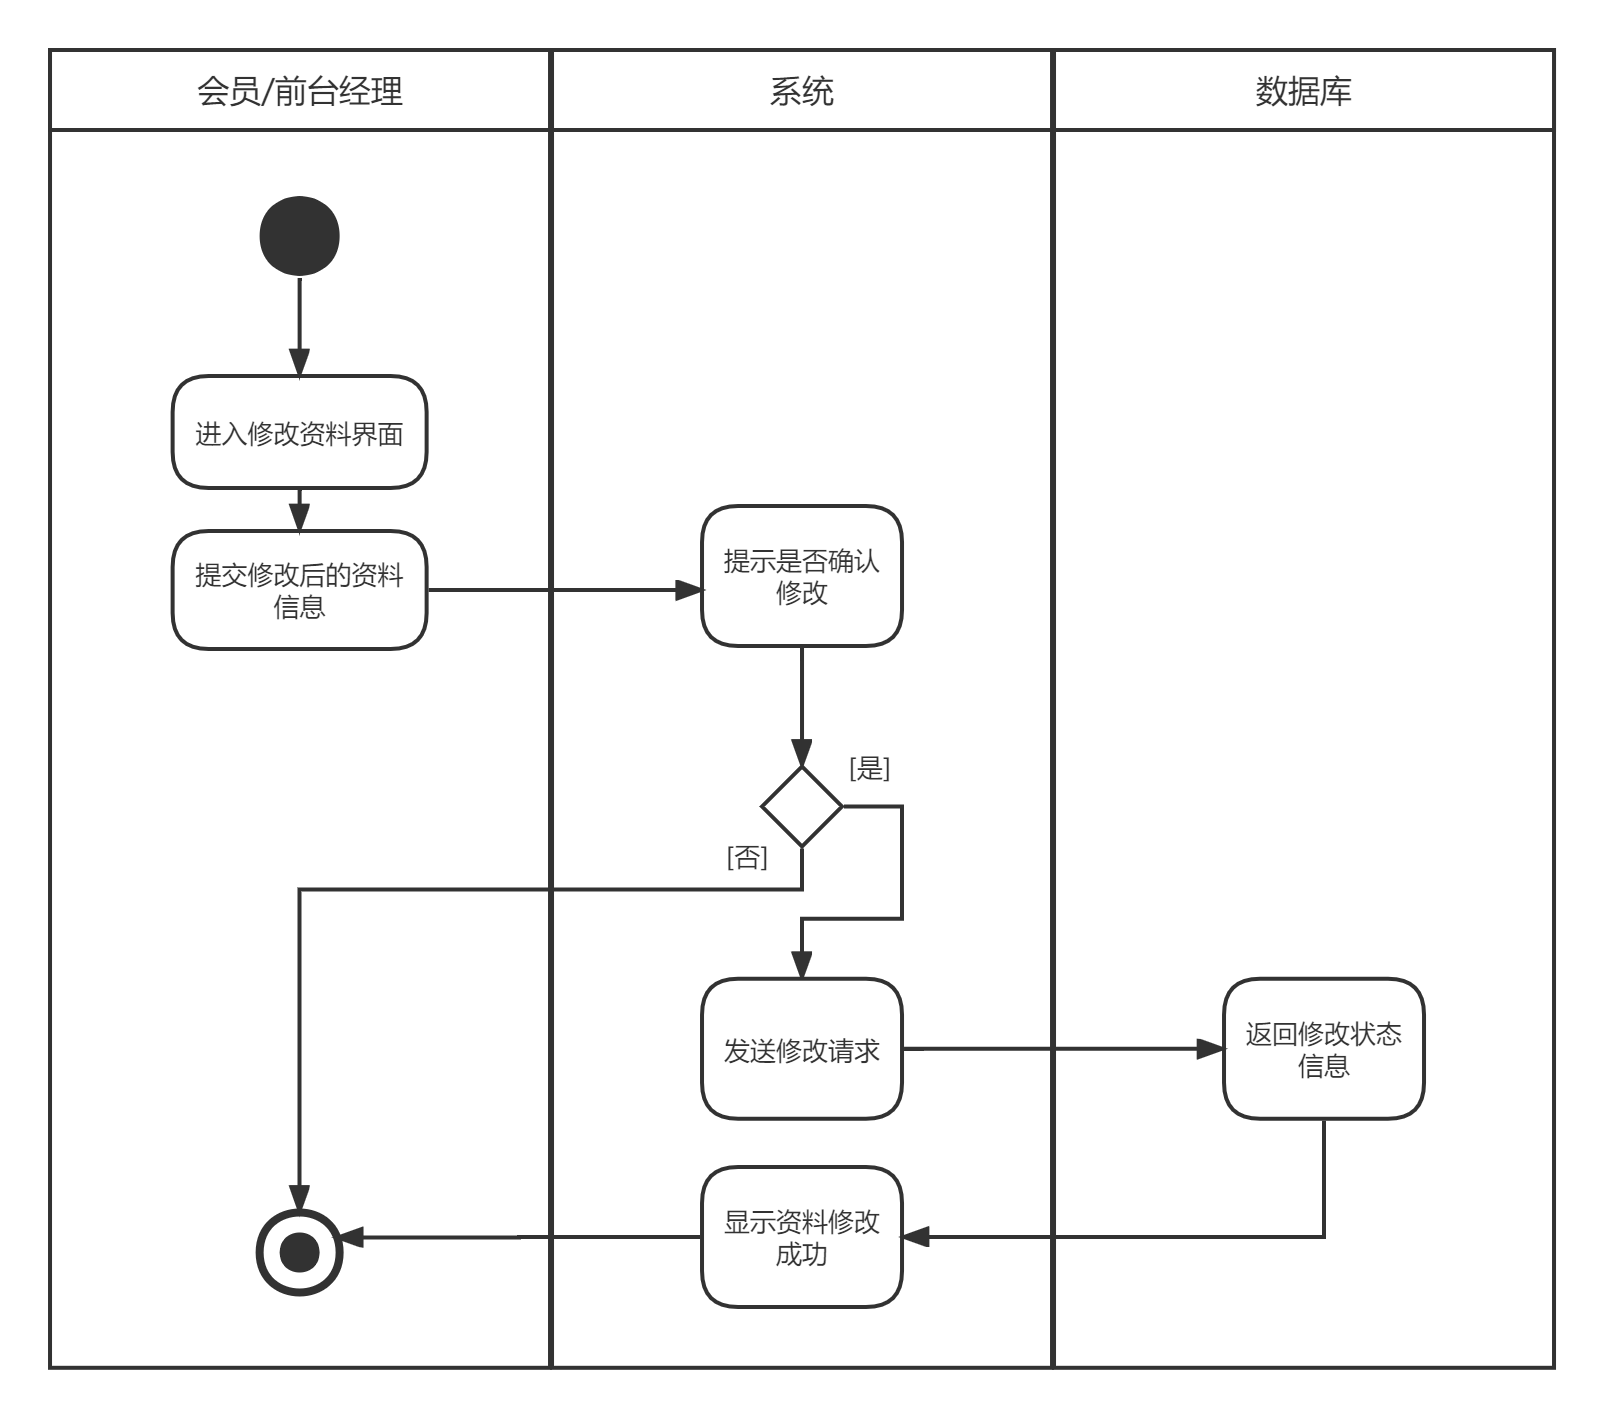 会员/前台经理
系统
数据库
进入修改资料界面
提交修改后的资料
信息
提示是否确认
修改
[是]
[否]
发送修改请求
返回修改状态
信息
显示资料修改
成功